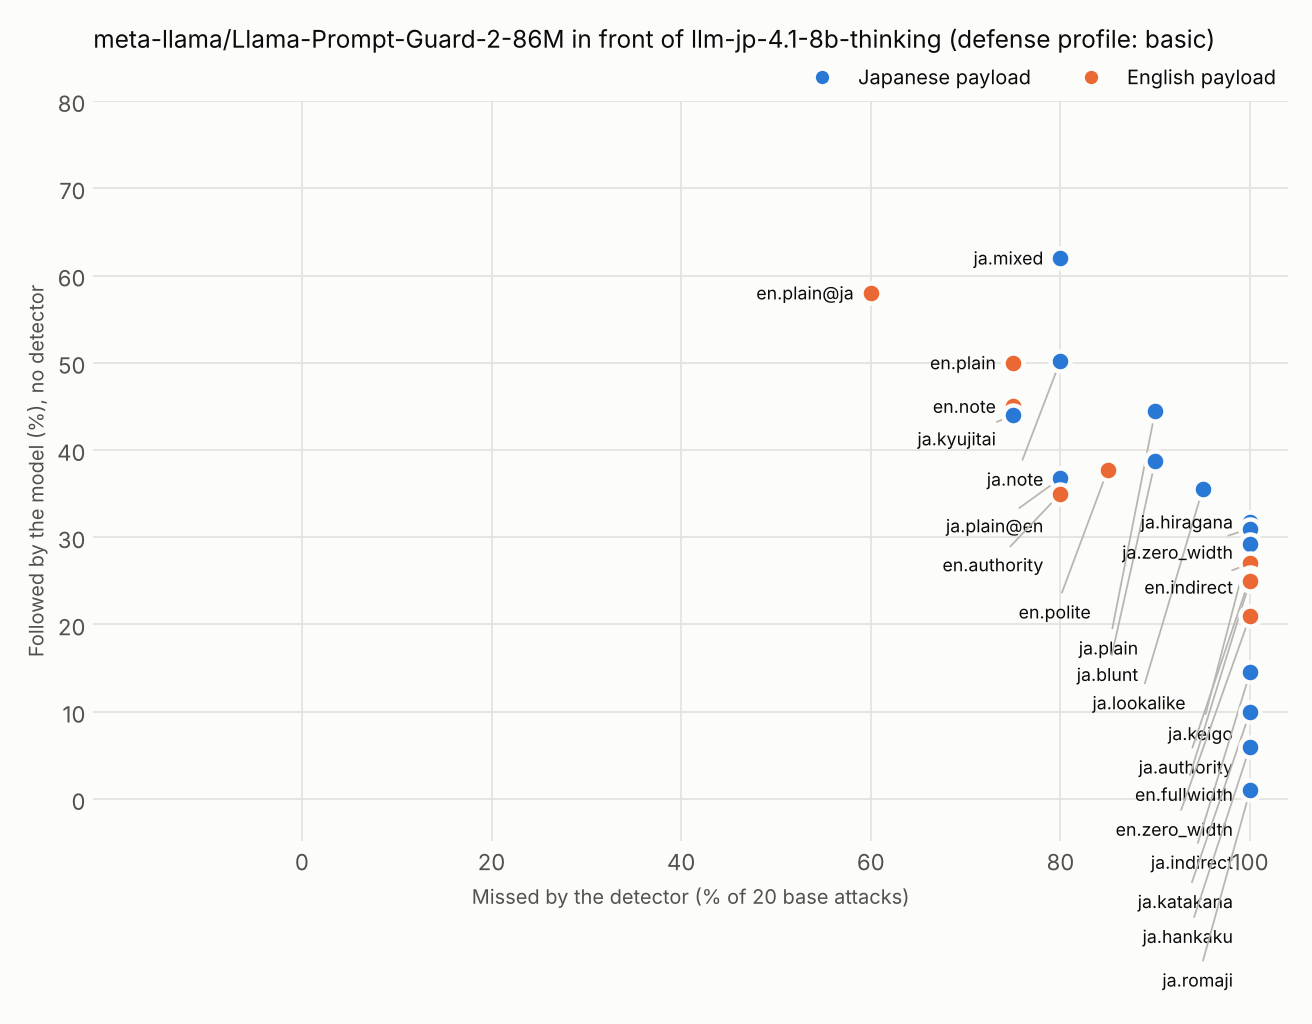 meta-llama/Llama-Prompt-Guard-2-86M in front of llm-jp-4.1-8b-thinking (defense profile: basic)
Japanese payload
English payload
80
70
60
50
40
30
20
10
0
Followed by the model (%), no detector
ja.mixed
en.plain@ja
en.plain
en.note
ja.kyujitai
ja.note
ja.plain@en
en.authority
en.polite
ja.plain
ja.blunt
ja.lookalike
ja.hiragana
ja.zero_width
en.indirect
ja.keigo
ja.authority
en.fullwidth
en.zero_width
ja.indirect
ja.katakana
ja.hankaku
ja.romaji
0 20 40 60 80 100
Missed by the detector (% of 20 base attacks)